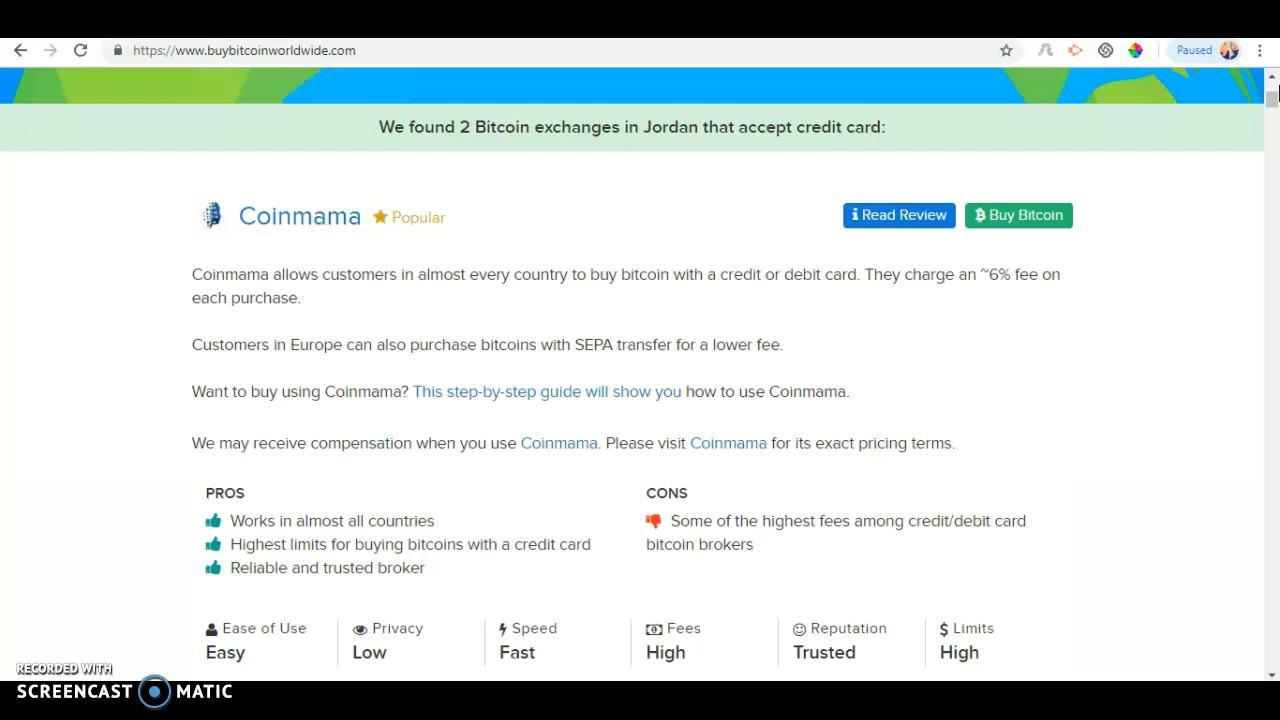 https://www.buybitcoinworldwide.com
Paused
We found 2 Bitcoin exchanges in Jordan that accept credit card:
Coinmama Popular
Read Review
Buy Bitcoin
Coinmama allows customers in almost every country to buy bitcoin with a credit or debit card. They charge an ~6% fee on
each purchase.
Customers in Europe can also purchase bitcoins with SEPA transfer for a lower fee.
Want to buy using Coinmama? This step-by-step guide will show you how to use Coinmama.
We may receive compensation when you use Coinmama. Please visit Coinmama for its exact pricing terms.
PROS
Works in almost all countries
Highest limits for buying bitcoins with a credit card
Reliable and trusted broker
CONS
Some of the highest fees among credit/debit card
bitcoin brokers
Ease of Use
Easy
Privacy
Low
Speed
Fast
Fees
High
Reputation
Trusted
$ Limits
High
RECORDED WITH
SCREENCAST MATIC